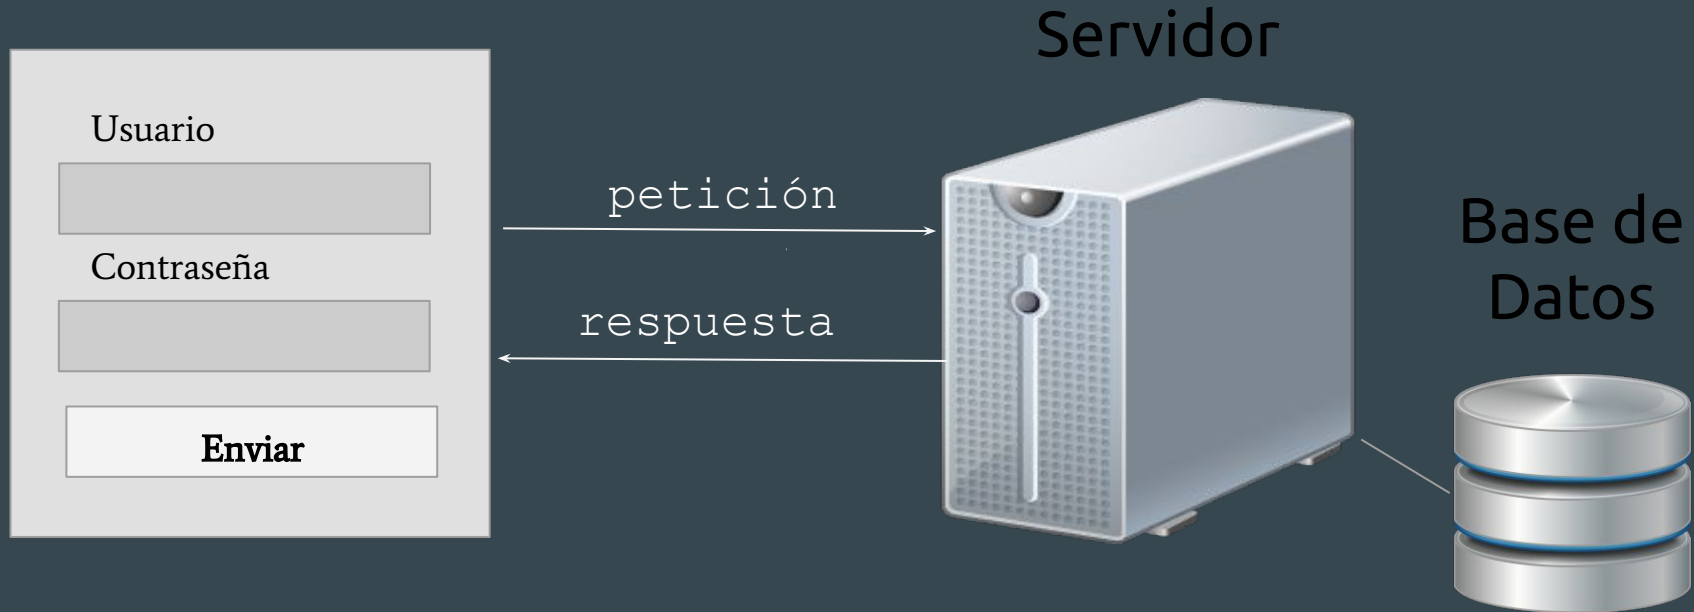 Servidor
Usuario
petición
Contraseña
respuesta
Enviar
Base de
Datos